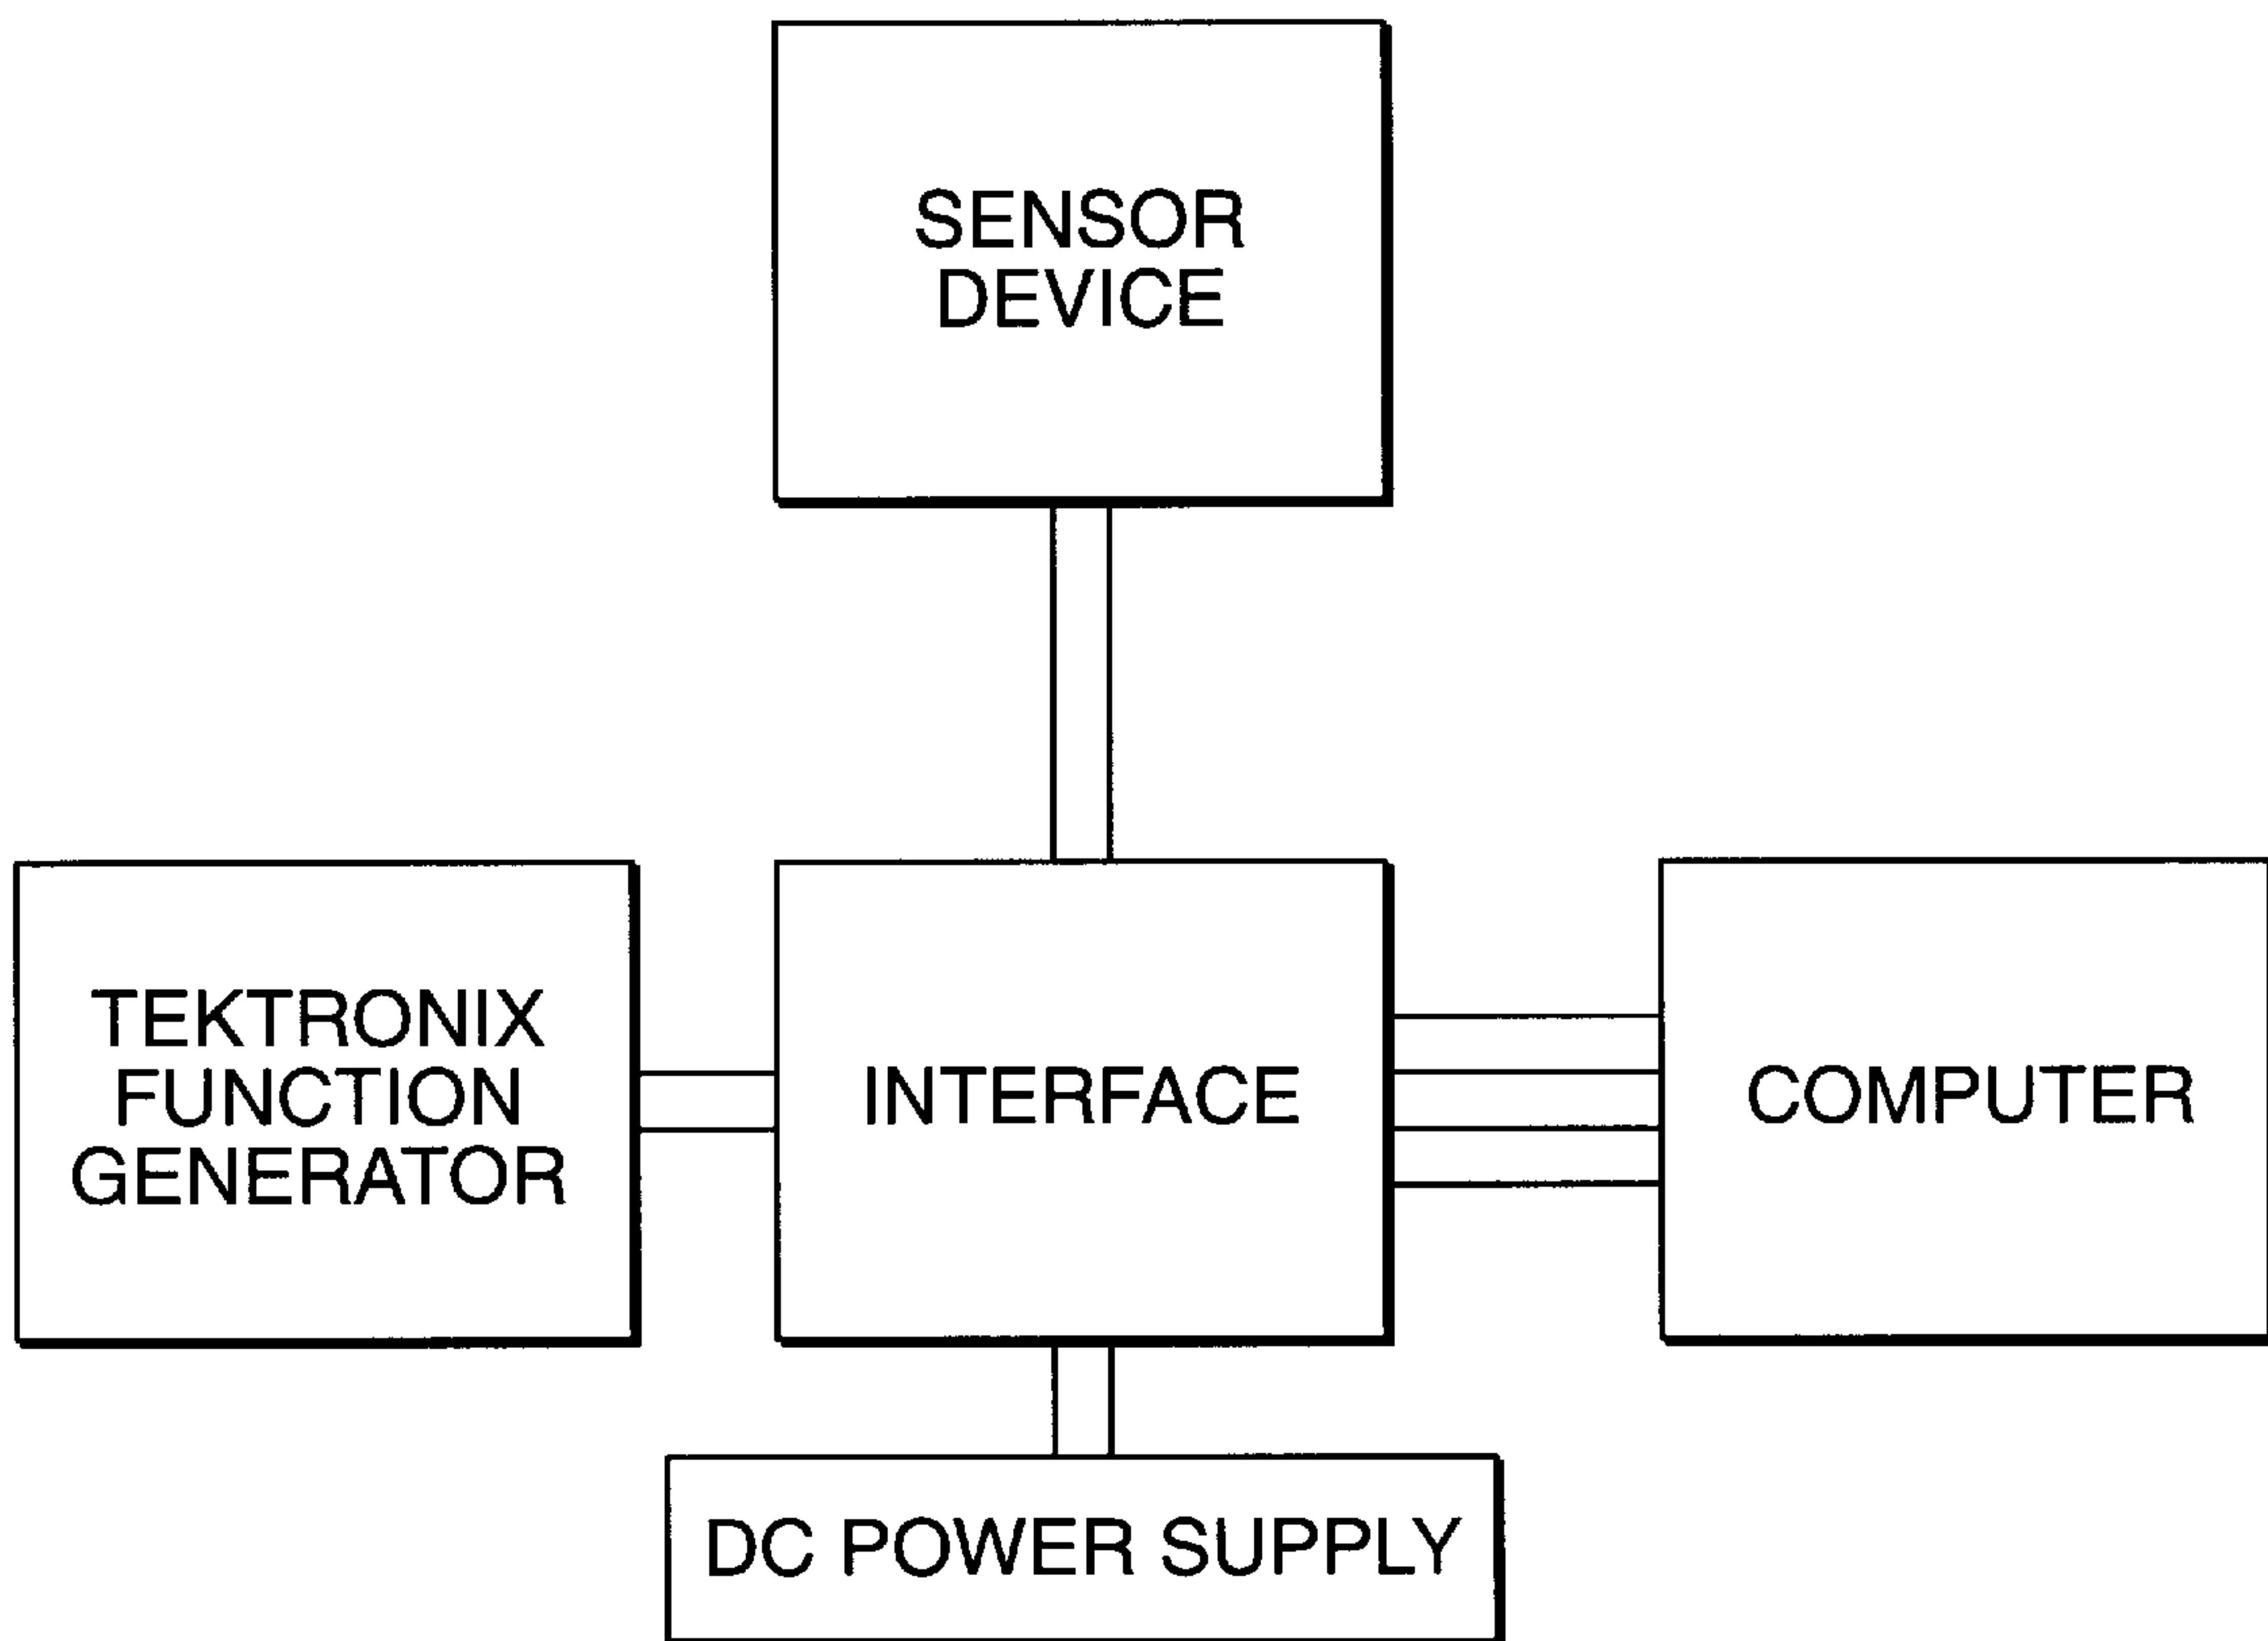 SENSOR
DEVICE
TEKTRONIX
FUNCTION
GENERATOR
INTERFACE
COMPUTER
DC POWER SUPPLY